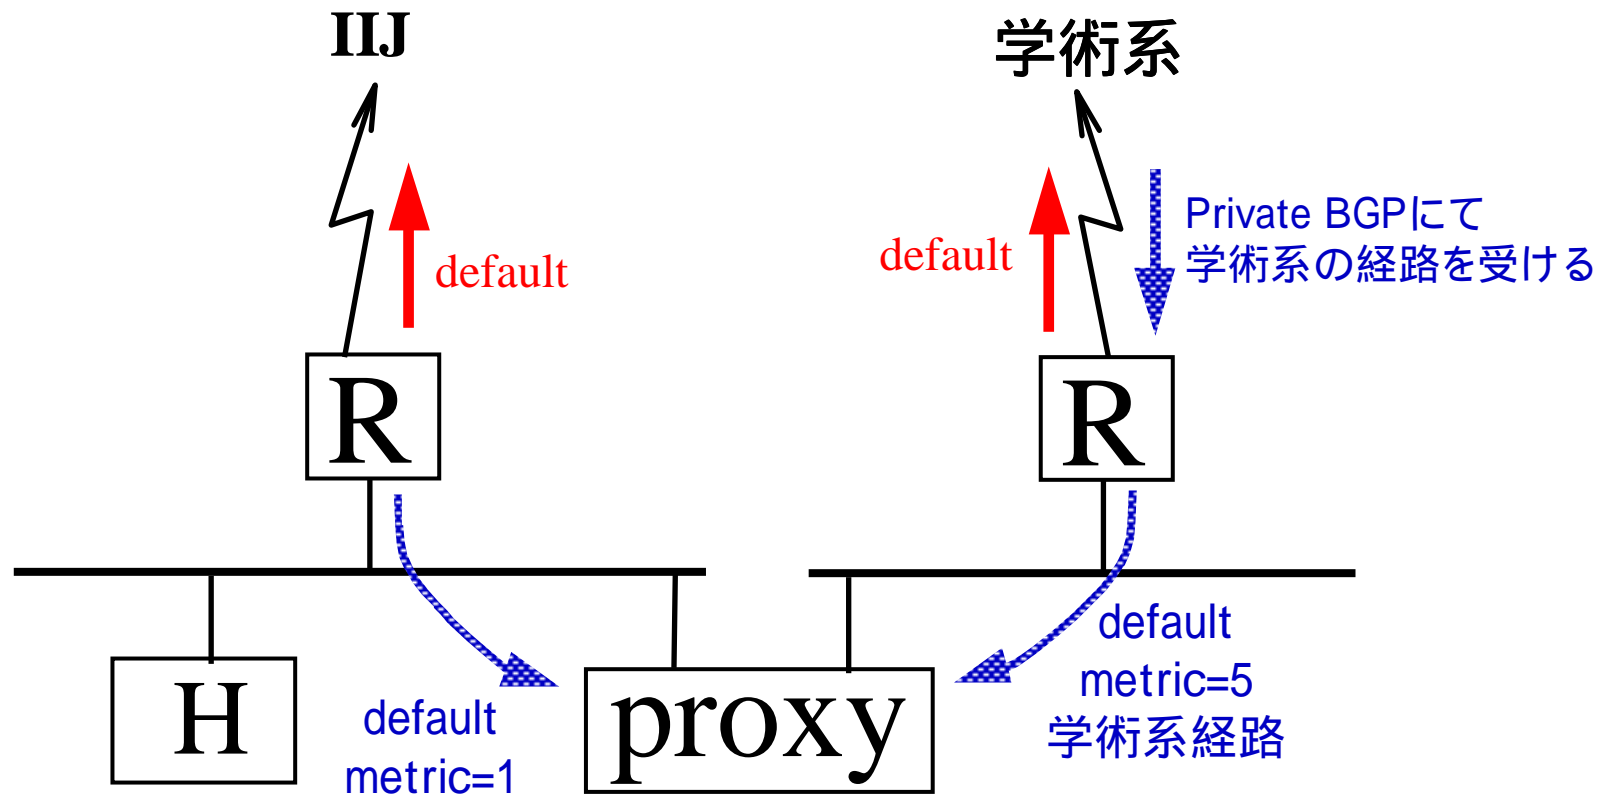 IIJ
学術系
default
default
Private BGPにて
学術系の経路を受ける
R
R
H
default
metric=1
proxy
default
metric=5
学術系経路